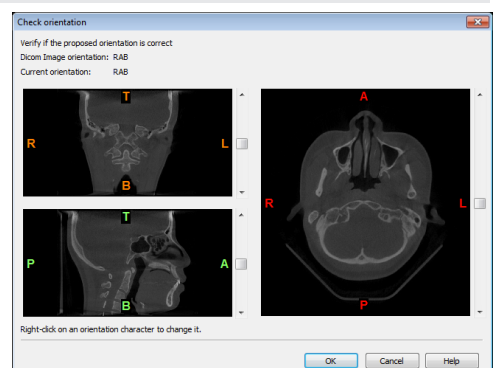 Check orientation
Verify if the proposed orientation is correct
Dicom Image orientation: RAB
Current orientation: RAB
T
R L
B
T
P A
B
A
R L
P
Right-click on an orientation character to change it.
OK Cancel Help